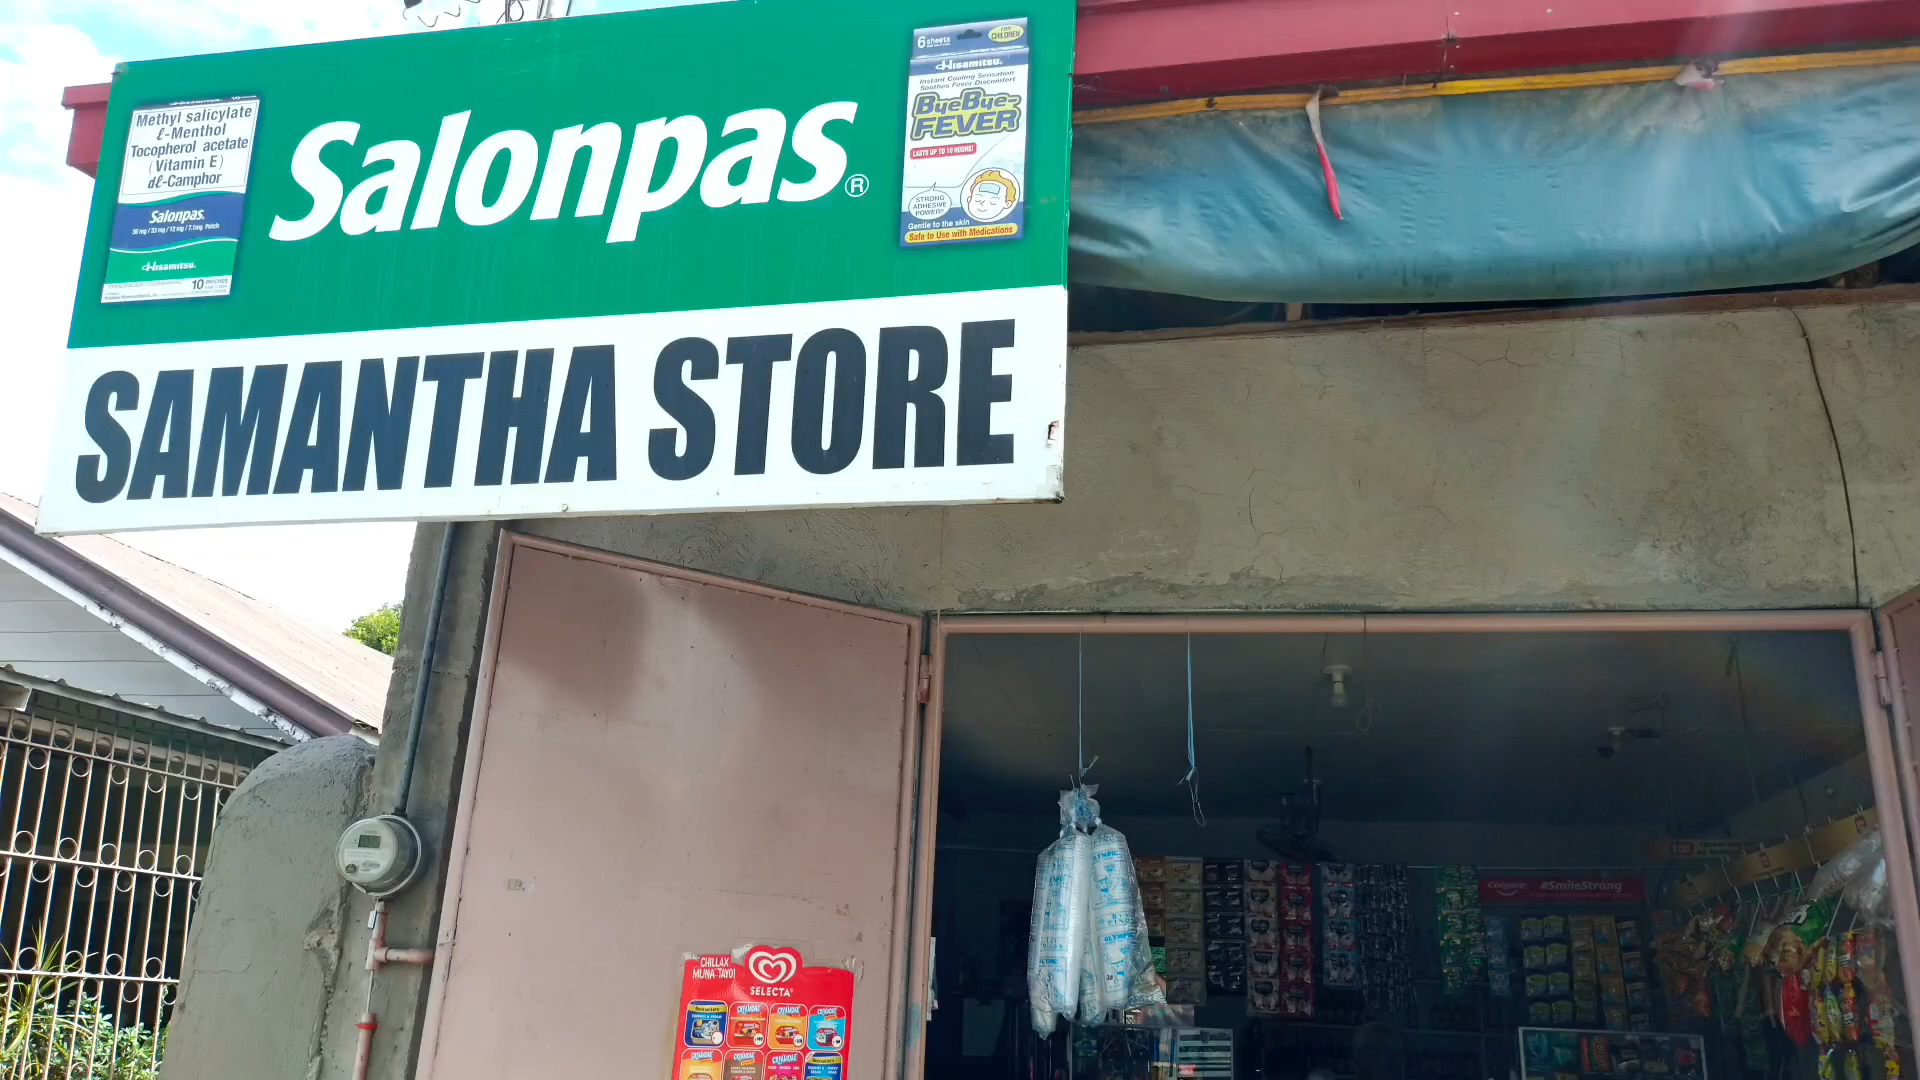 Methyl salicylate
ℓ-Menthol
Tocopherol acetate
(Vitamin E)
dℓ-Camphor
Salonpas.
Hisamitsu.
10 PATCHES
Salonpas®
6 sheets
FOR CHILDREN
Hisamitsu.
Instant Cooling Sensation
Soothes Fever Discomfort
ByeBye-
FEVER
LASTS UP TO 10 HOURS!
STRONG
ADHESIVE
POWER!
Gentle to the skin
Safe to Use with Medications
SAMANTHA STORE
CHILLAX
MUNA TAYO!
SELECTA
Colgate #SmileStrong
OLYMPIC